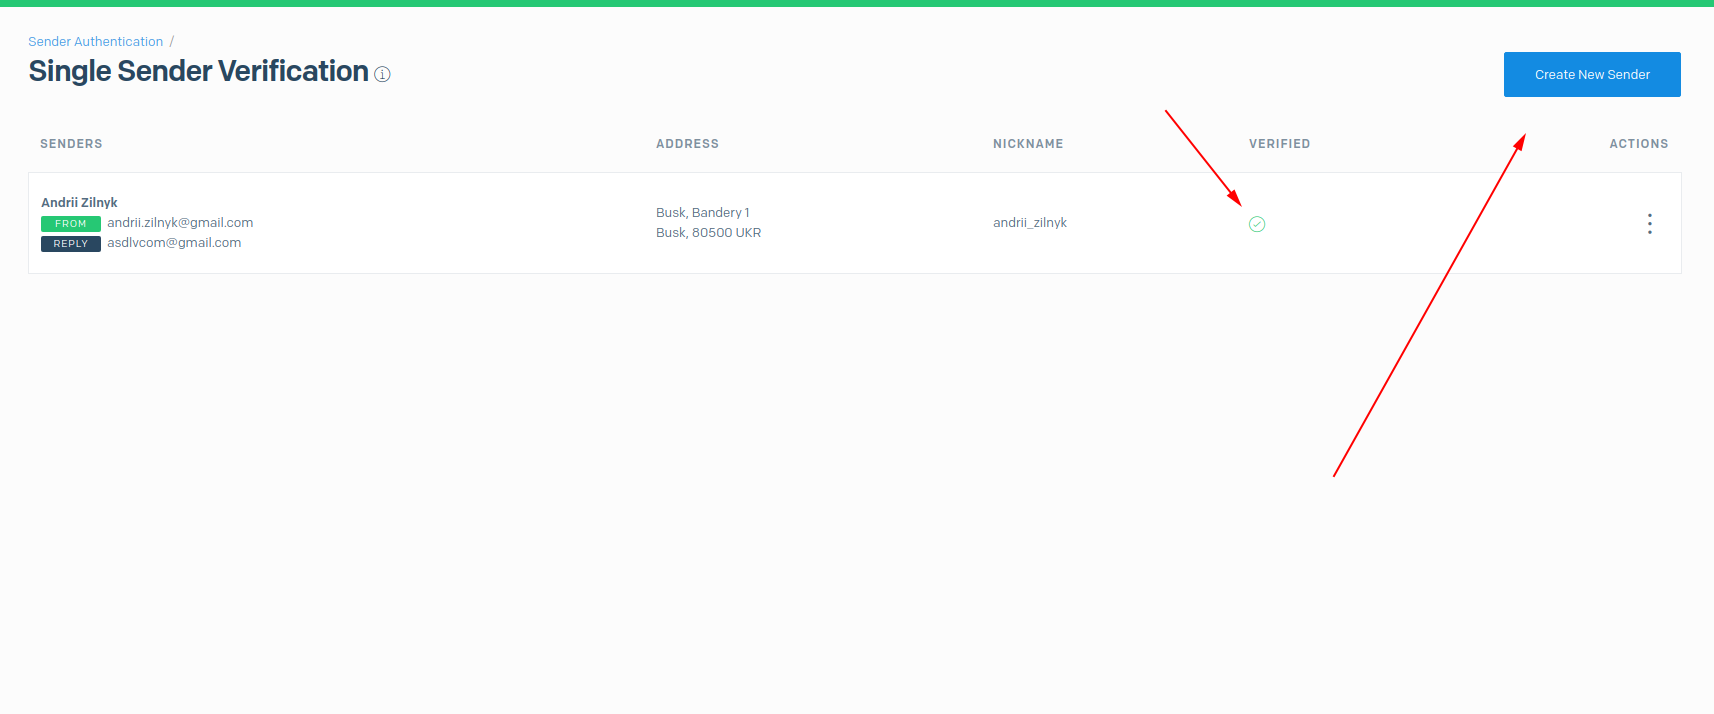 Sender Authentication /
Single Sender Verification
Create New Sender
SENDERS ADDRESS NICKNAME VERIFIED ACTIONS
Andrii Zilnyk
FROM andrii.zilnyk@gmail.com
REPLY asdlvcom@gmail.com
Busk, Bandery 1
Busk, 80500 UKR
andrii_zilnyk